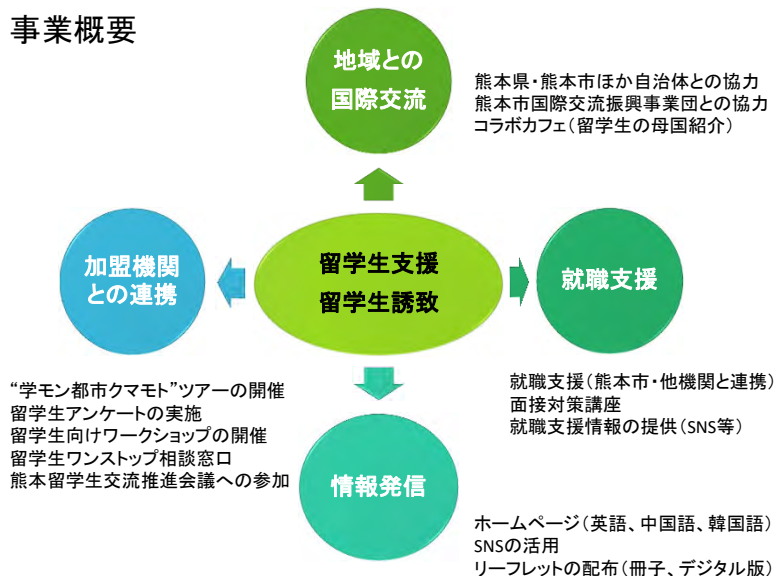 事業概要
地域との
国際交流
熊本県・熊本市ほか自治体との協力
熊本市国際交流振興事業団との協力
コラボカフェ(留学生の母国紹介)
加盟機関
との連携
留学生支援
留学生誘致
就職支援
“学モン都市クマモト”ツアーの開催
留学生アンケートの実施
留学生向けワークショップの開催
留学生ワンストップ相談窓口
熊本留学生交流推進会議への参加
就職支援(熊本市・他機関と連携)
面接対策講座
就職支援情報の提供(SNS等)
情報発信
ホームページ(英語、中国語、韓国語)
SNSの活用
リーフレットの配布(冊子、デジタル版)